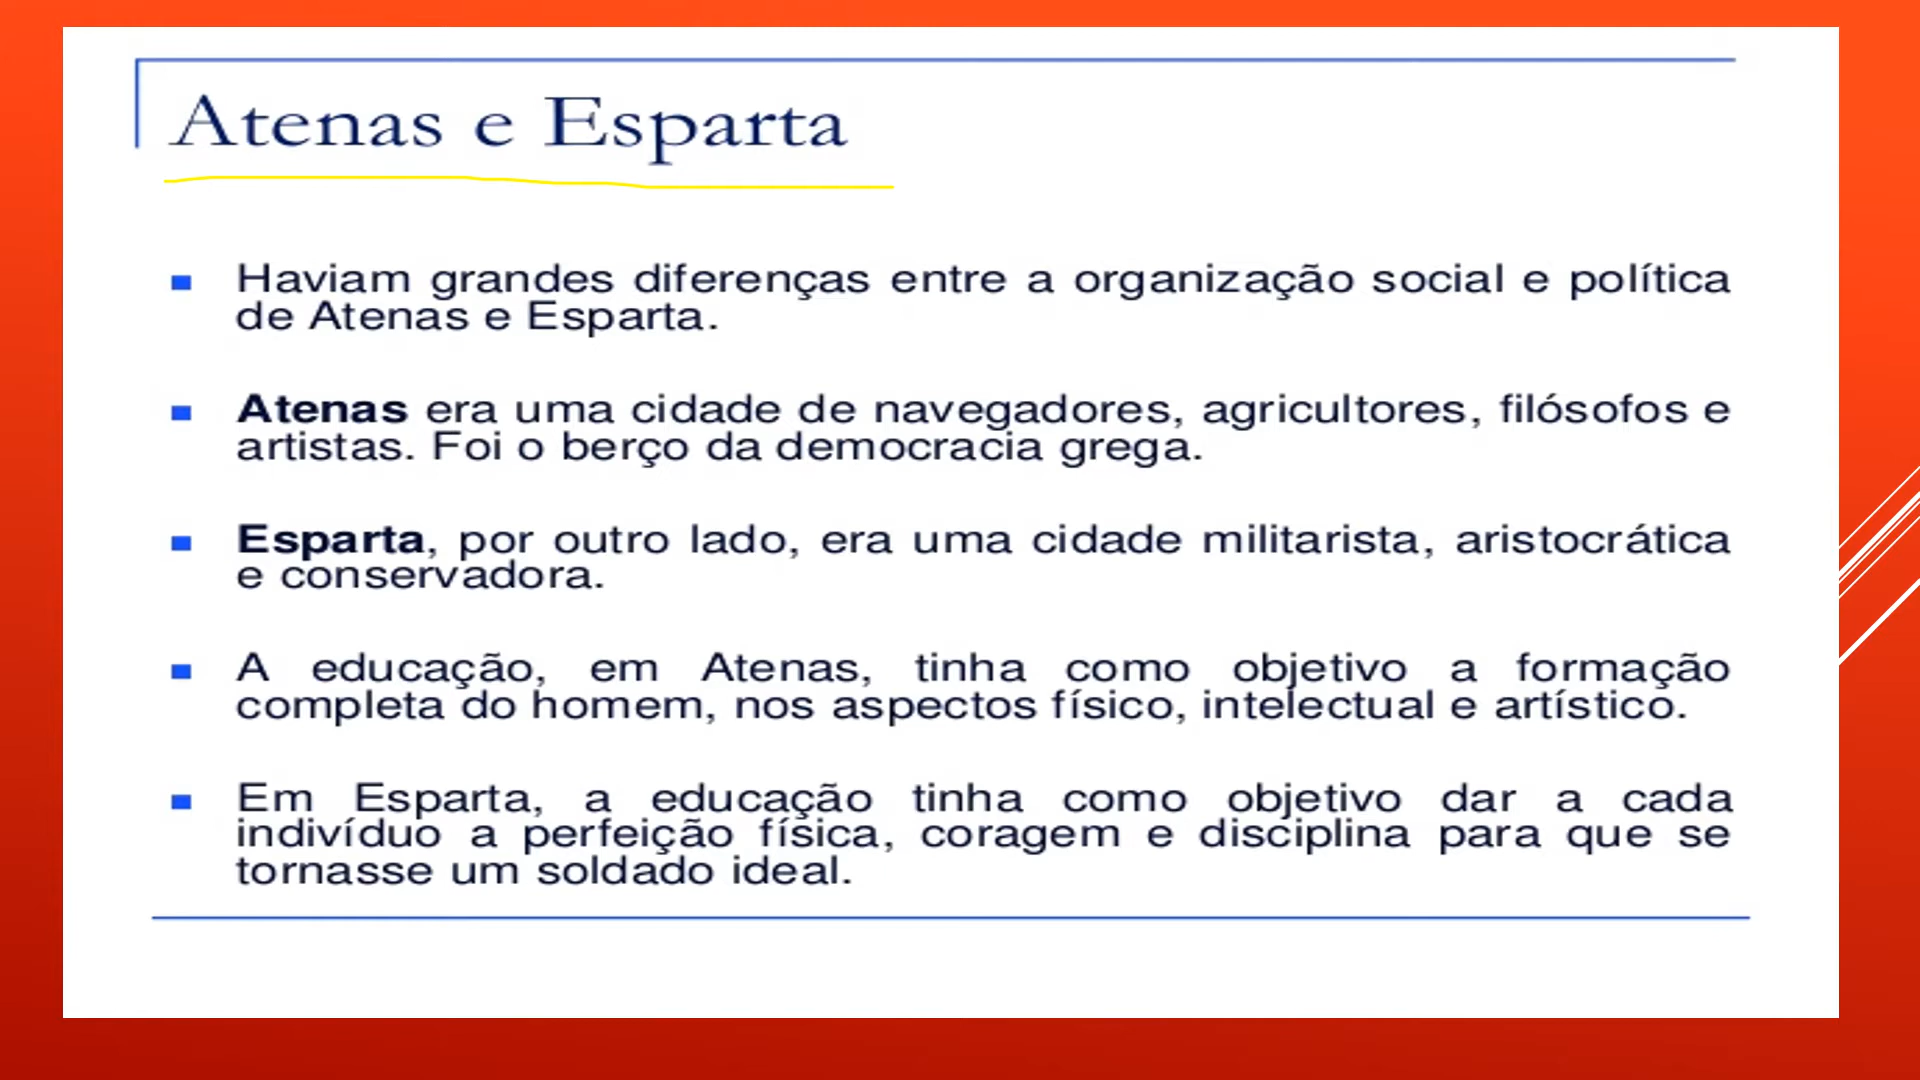 Atenas e Esparta
Haviam grandes diferenças entre a organização social e política
de Atenas e Esparta.
Atenas era uma cidade de navegadores, agricultores, filósofos e
artistas. Foi o berço da democracia grega.
Esparta, por outro lado, era uma cidade militarista, aristocrática
e conservadora.
A educação, em Atenas, tinha como objetivo a formação
completa do homem, nos aspectos físico, intelectual e artístico.
Em Esparta, a educação tinha como objetivo dar a cada
indivíduo a perfeição física, coragem e disciplina para que se
tornasse um soldado ideal.